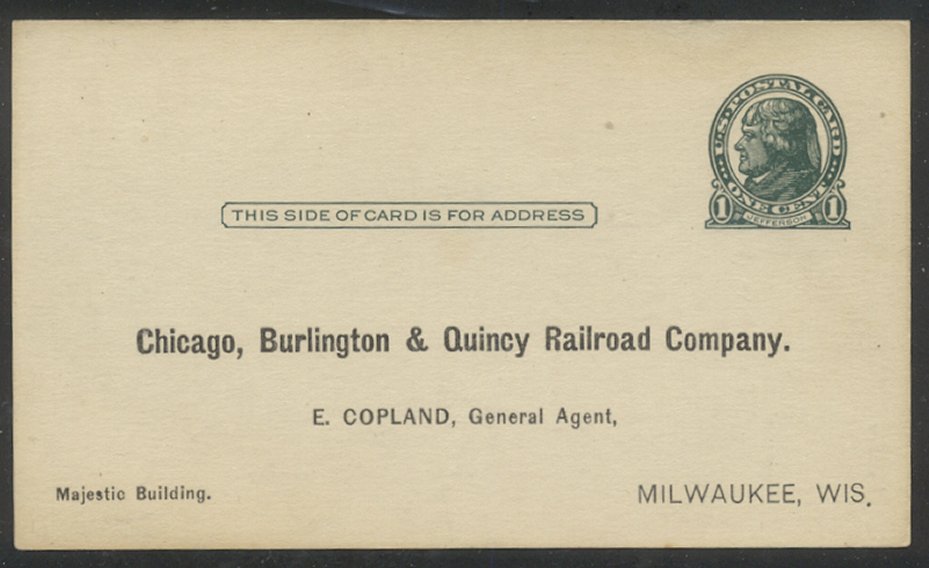 U.S. POSTAL CARD
ONE CENT
1 JEFFERSON 1
THIS SIDE OF CARD IS FOR ADDRESS
Chicago, Burlington & Quincy Railroad Company.
E. COPLAND, General Agent,
Majestic Building.
MILWAUKEE, WIS.